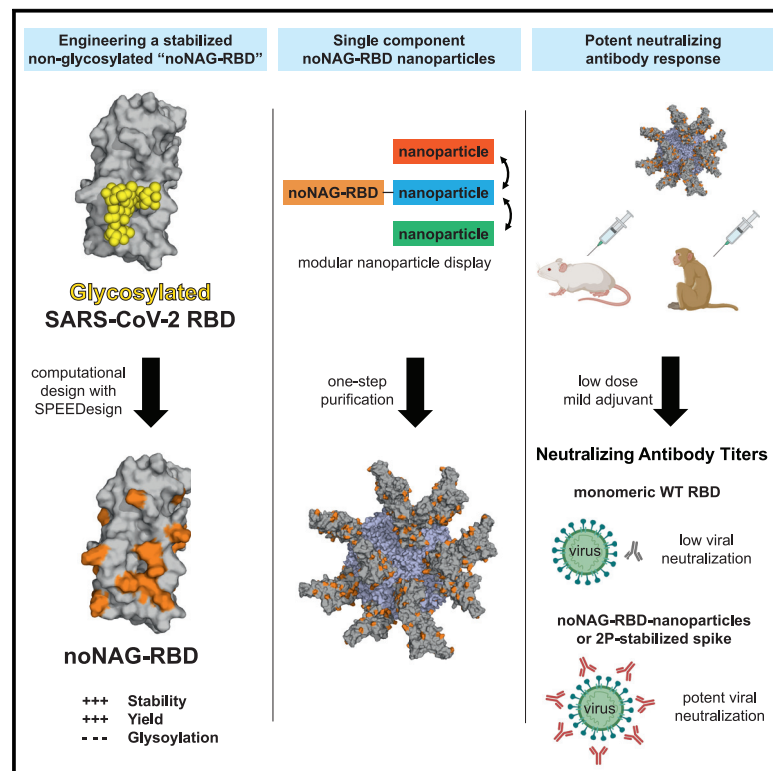 Engineering a stabilized
non-glycosylated “noNAG-RBD”
Glycosylated
SARS-CoV-2 RBD
computational
design with
SPEEDesign
noNAG-RBD
+++ Stability
+++ Yield
- - - Glysoylation
Single component
noNAG-RBD nanoparticles
nanoparticle
noNAG-RBD nanoparticle
nanoparticle
modular nanoparticle display
one-step
purification
Potent neutralizing
antibody response
low dose
mild adjuvant
Neutralizing Antibody Titers
monomeric WT RBD
virus
low viral
neutralization
noNAG-RBD-nanoparticles
or 2P-stabilized spike
virus
potent viral
neutralization